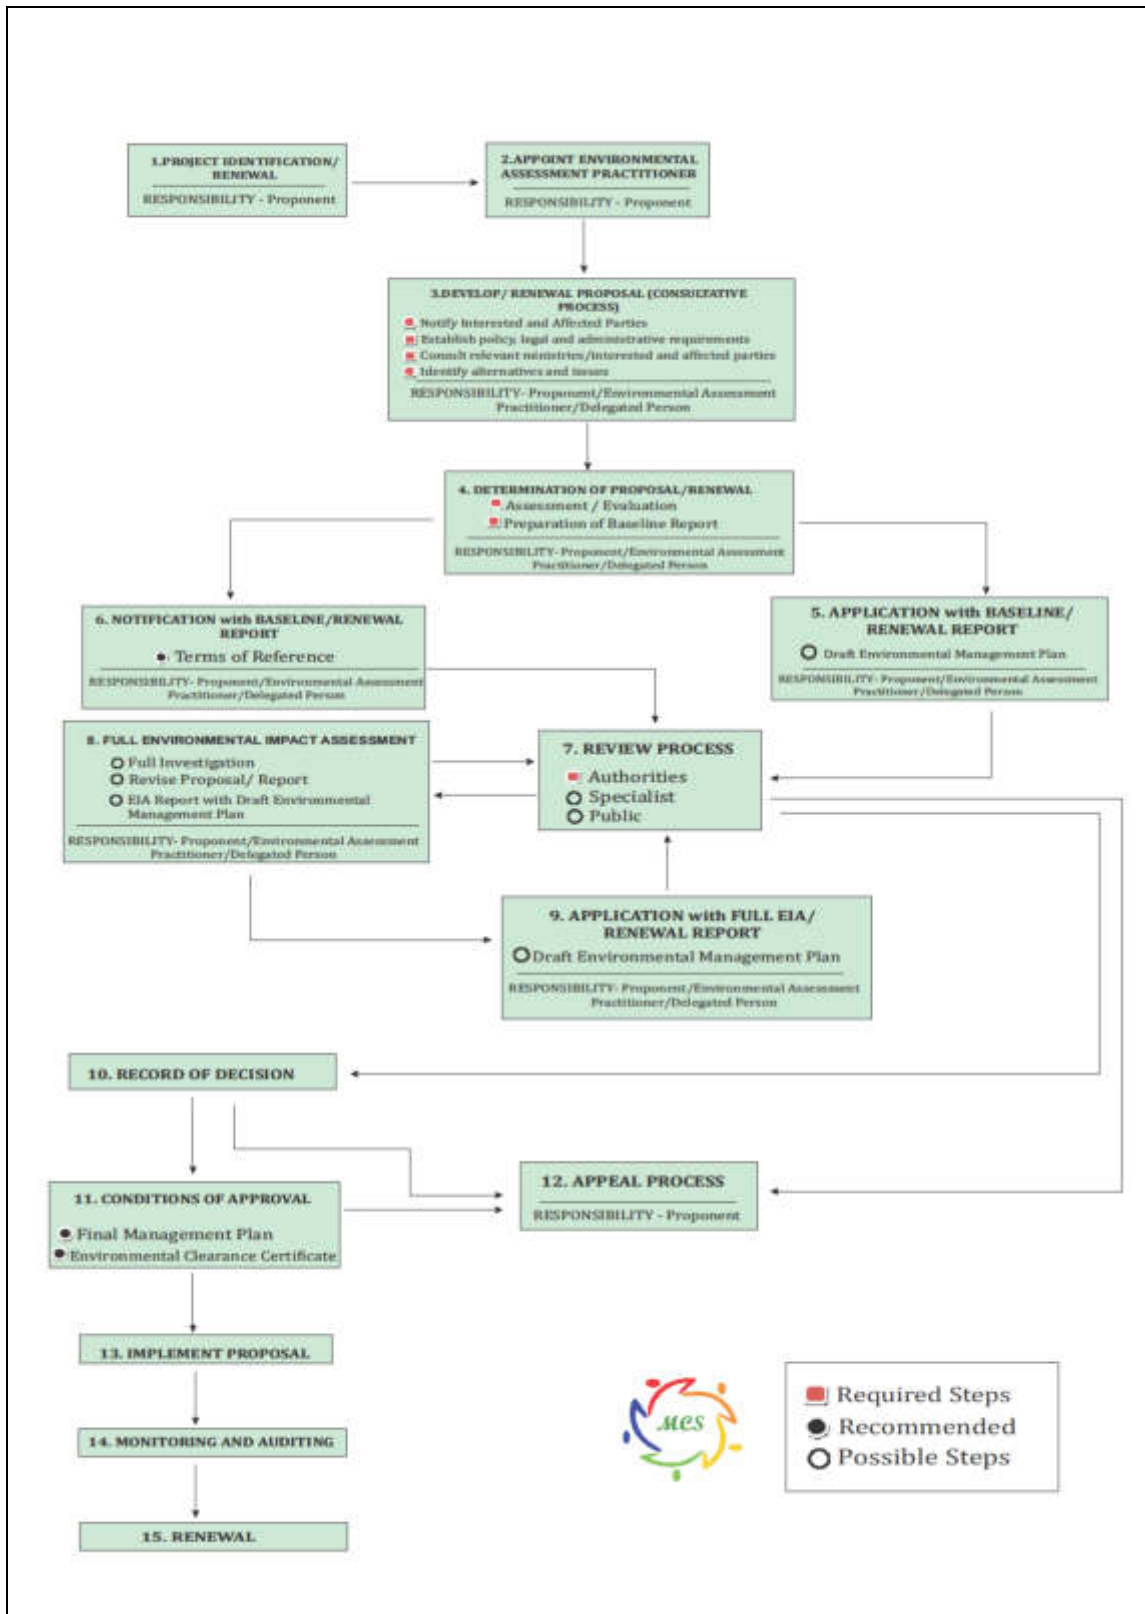 1.PROJECT IDENTIFICATION/
RENEWAL
RESPONSIBILITY - Proponent
2.APPOINT ENVIRONMENTAL
ASSESSMENT PRACTITIONER
RESPONSIBILITY - Proponent
3.DEVELOP/ RENEWAL PROPOSAL (CONSULTATIVE
PROCESS)
Notify Interested and Affected Parties
Establish policy, legal and administrative requirements
Consult relevant ministries/interested and affected parties
Identify alternatives and issues
RESPONSIBILITY- Proponent/Environmental Assessment
Practitioner/Delegated Person
4. DETERMINATION OF PROPOSAL/RENEWAL
Assessment / Evaluation
Preparation of Baseline Report
RESPONSIBILITY- Proponent/Environmental Assessment
Practitioner/Delegated Person
6. NOTIFICATION with BASELINE/RENEWAL
REPORT
Terms of Reference
RESPONSIBILITY- Proponent/Environmental Assessment
Practitioner/Delegated Person
5. APPLICATION with BASELINE/
RENEWAL REPORT
Draft Environmental Management Plan
RESPONSIBILITY- Proponent/Environmental Assessment
Practitioner/Delegated Person
8. FULL ENVIRONMENTAL IMPACT ASSESSMENT
Full Investigation
Revise Proposal/ Report
EIA Report with Draft Environmental
Management Plan
RESPONSIBILITY- Proponent/Environmental Assessment
Practitioner/Delegated Person
7. REVIEW PROCESS
Authorities
Specialist
Public
9. APPLICATION with FULL EIA/
RENEWAL REPORT
Draft Environmental Management Plan
RESPONSIBILITY- Proponent/Environmental Assessment
Practitioner/Delegated Person
10. RECORD OF DECISION
11. CONDITIONS OF APPROVAL
Final Management Plan
Environmental Clearance Certificate
12. APPEAL PROCESS
RESPONSIBILITY - Proponent
13. IMPLEMENT PROPOSAL
14. MONITORING AND AUDITING
15. RENEWAL
MCS
Required Steps
Recommended
Possible Steps